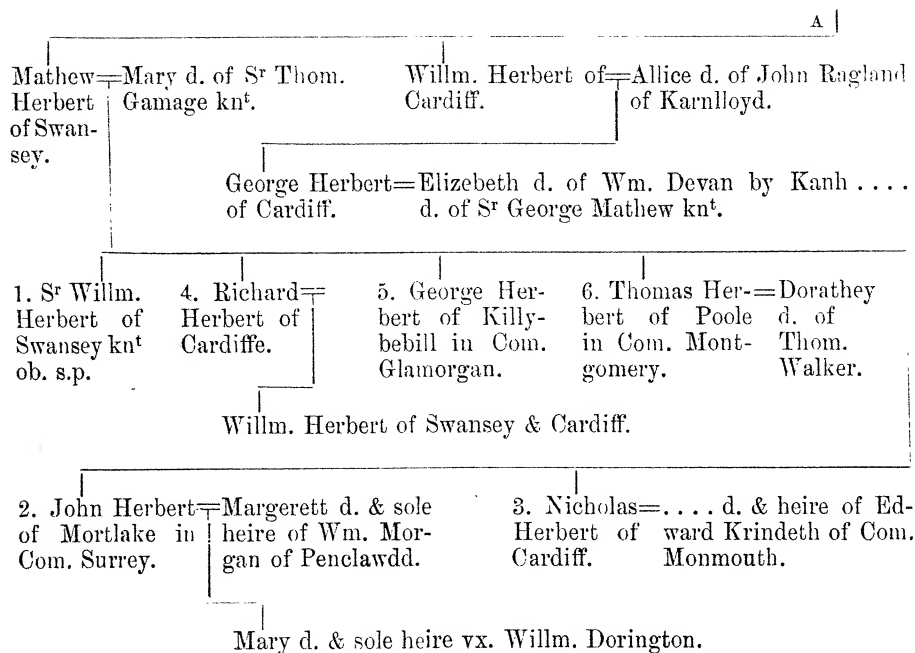 A
Mathew=Mary d. of Sʳ Thom.
Herbert Gamage knᵗ.
of Swan-
sey.
Willm. Herbert of=Allice d. of John Ragland
Cardiff. of Karnlloyd.
George Herbert=Elizebeth d. of Wm. Devan by Kanh ....
of Cardiff. d. of Sʳ George Mathew knᵗ.
1. Sʳ Willm.
Herbert of
Swansey knᵗ
ob. s.p.
4. Richard=
Herbert of
Cardiffe.
5. George Her-
bert of Killy-
bebill in Com.
Glamorgan.
6. Thomas Her-=Dorathey
bert of Poole d. of
in Com. Mont- Thom.
gomery. Walker.
Willm. Herbert of Swansey & Cardiff.
2. John Herbert=Margerett d. & sole
of Mortlake in heire of Wm. Mor-
Com. Surrey. gan of Penclawdd.
3. Nicholas=.... d. & heire of Ed-
Herbert of ward Krindeth of Com.
Cardiff. Monmouth.
Mary d. & sole heire vx. Willm. Dorington.